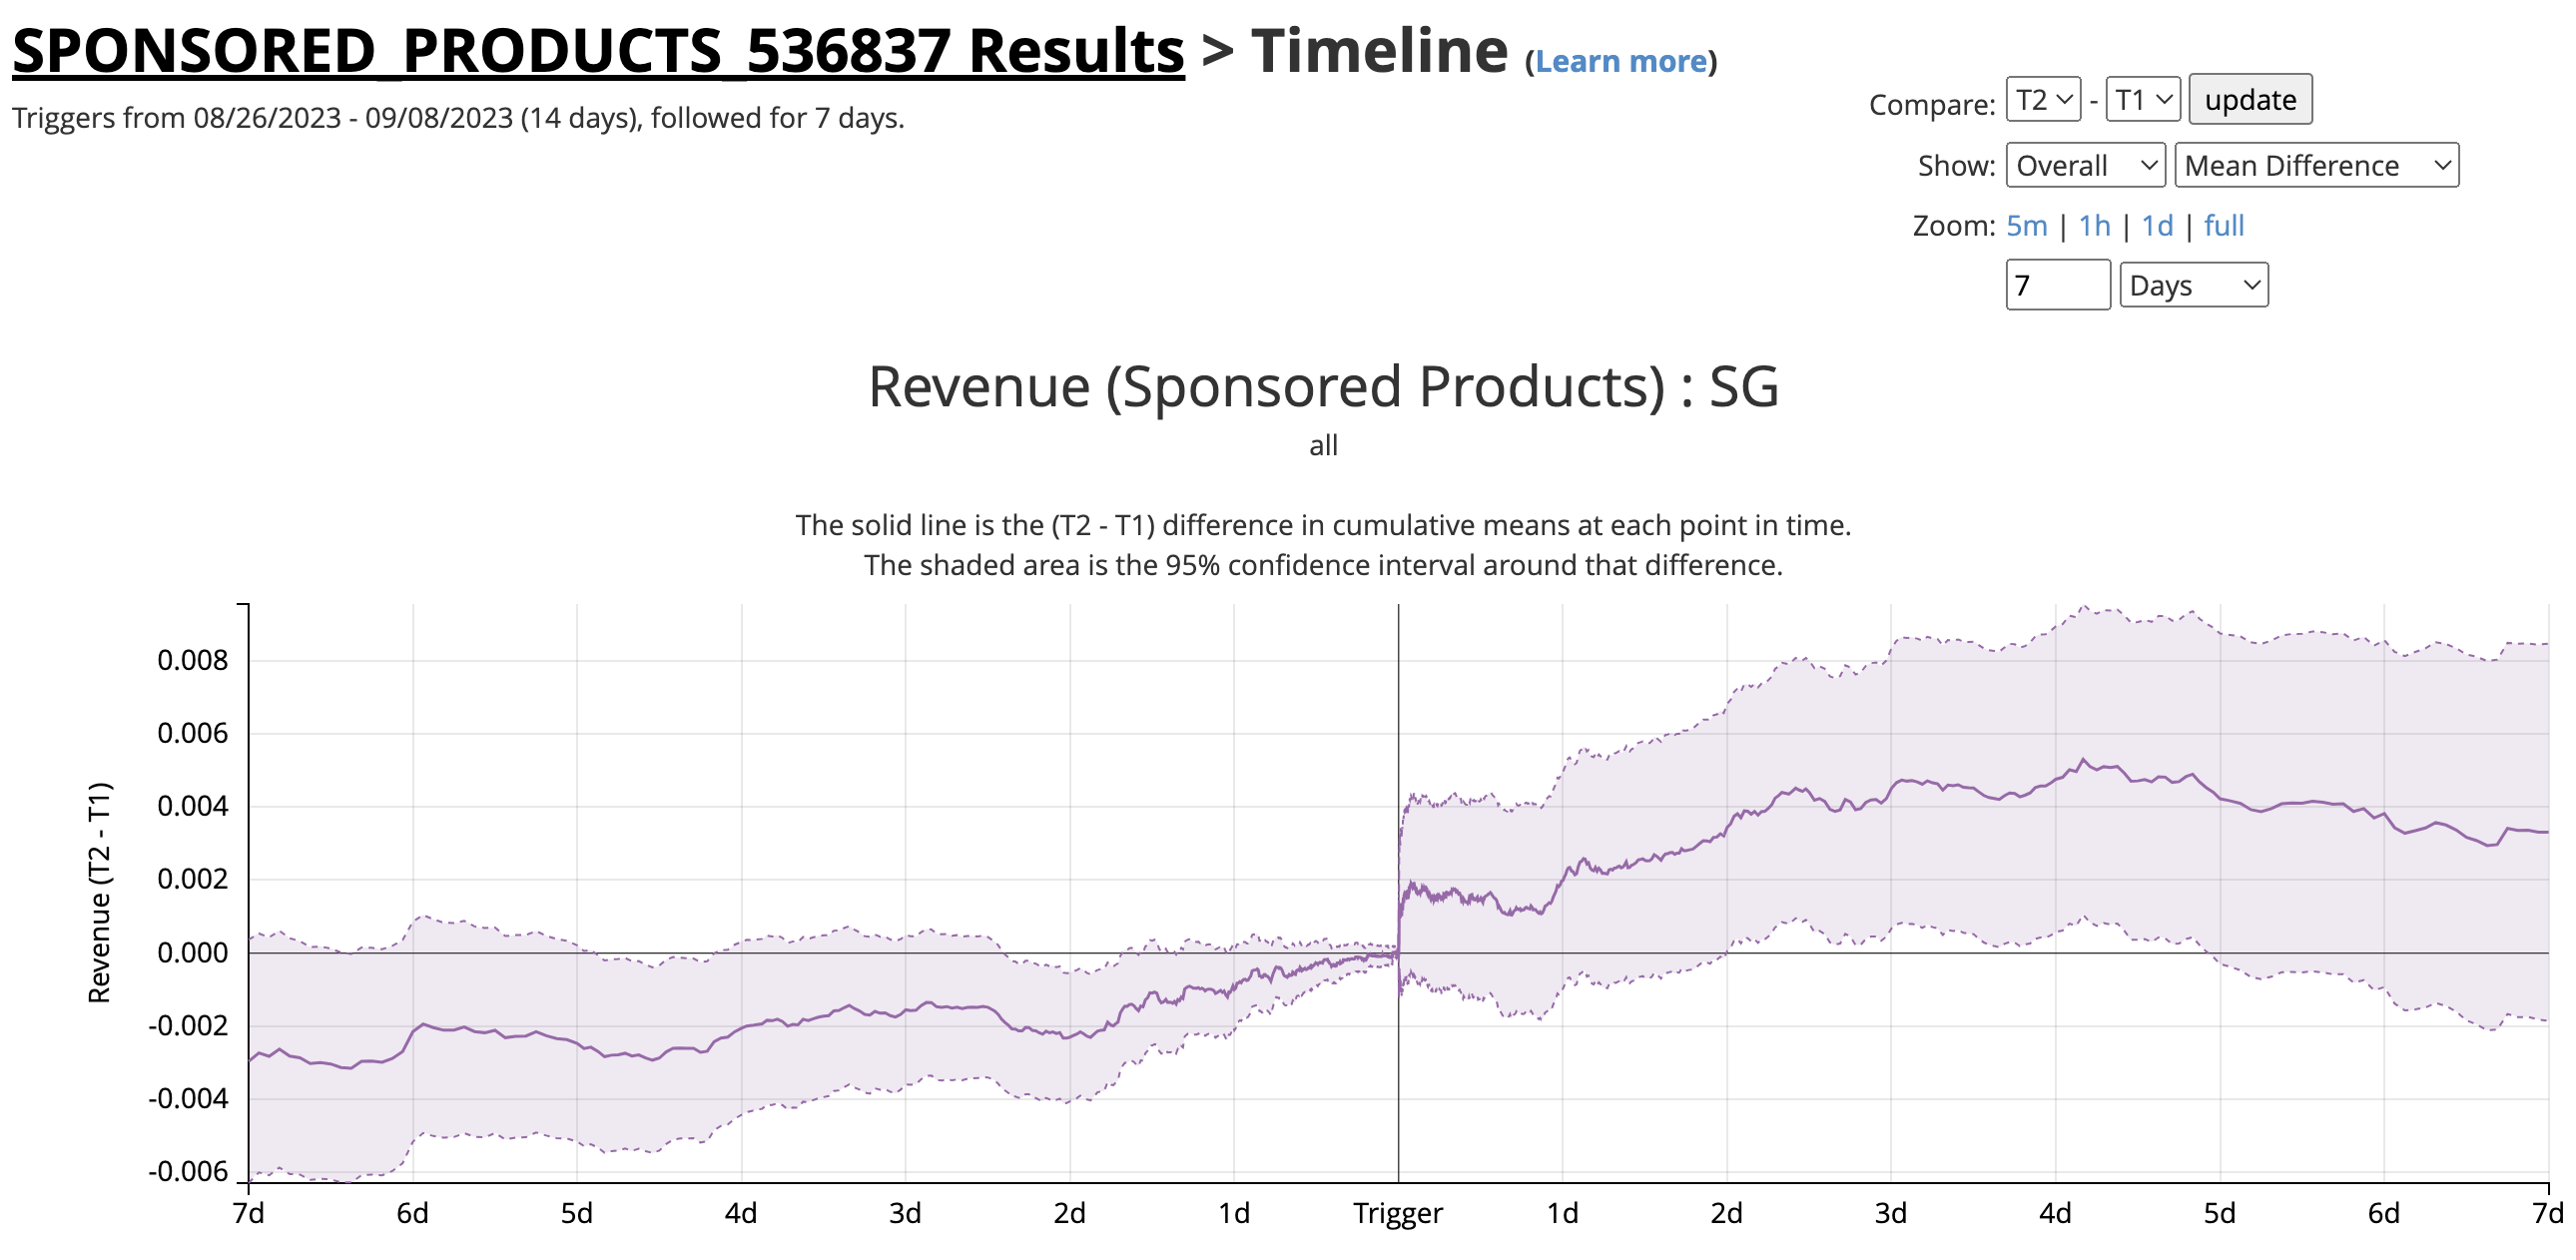 SPONSORED_PRODUCTS_536837 Results > Timeline (Learn more)
Triggers from 08/26/2023 - 09/08/2023 (14 days), followed for 7 days.
Compare: T2 - T1 update
Show: Overall Mean Difference
Zoom: 5m | 1h | 1d | full
7 Days
Revenue (Sponsored Products) : SG
all
The solid line is the (T2 - T1) difference in cumulative means at each point in time.
The shaded area is the 95% confidence interval around that difference.
Revenue (T2 - T1)
0.008
0.006
0.004
0.002
0.000
-0.002
-0.004
-0.006
7d 6d 5d 4d 3d 2d 1d Trigger 1d 2d 3d 4d 5d 6d 7d